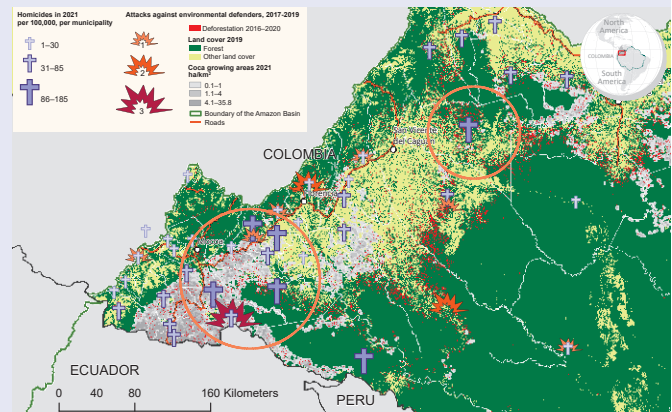 Homicides in 2021
per 100,000, per municipality
1–30
31–85
86–185
Attacks against environmental defenders, 2017-2019
1
2
3
Deforestation 2016–2020
Land cover 2019
Forest
Other land cover
Coca growing areas 2021
ha/km²
0.1–1
1.1–4
4.1–35.8
Boundary of the Amazon Basin
Roads
North
America
COLOMBIA
South
America
San Vicente
del Caguán
COLOMBIA
Florencia
Mocoa
ECUADOR
PERU
0 40 80 160 Kilometers